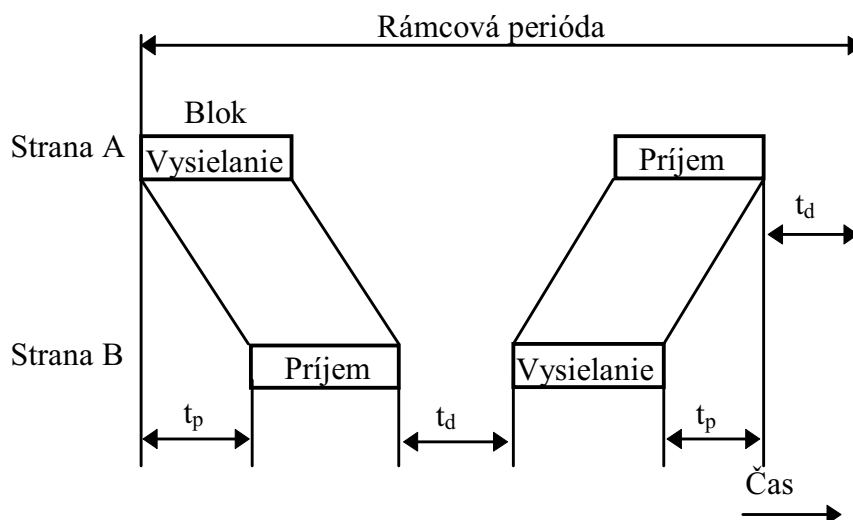 Rámcová perióda
Blok
Strana A
Vysielanie
Príjem
t_d
Strana B
Príjem
Vysielanie
t_p
t_d
t_p
Čas